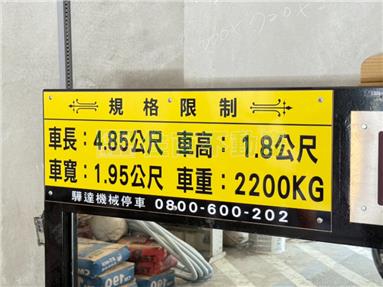 規格限制
車長：4.85公尺 車高：1.8公尺
車寬：1.95公尺 車重：2200KG
驊達機械停車 0800-600-202
190